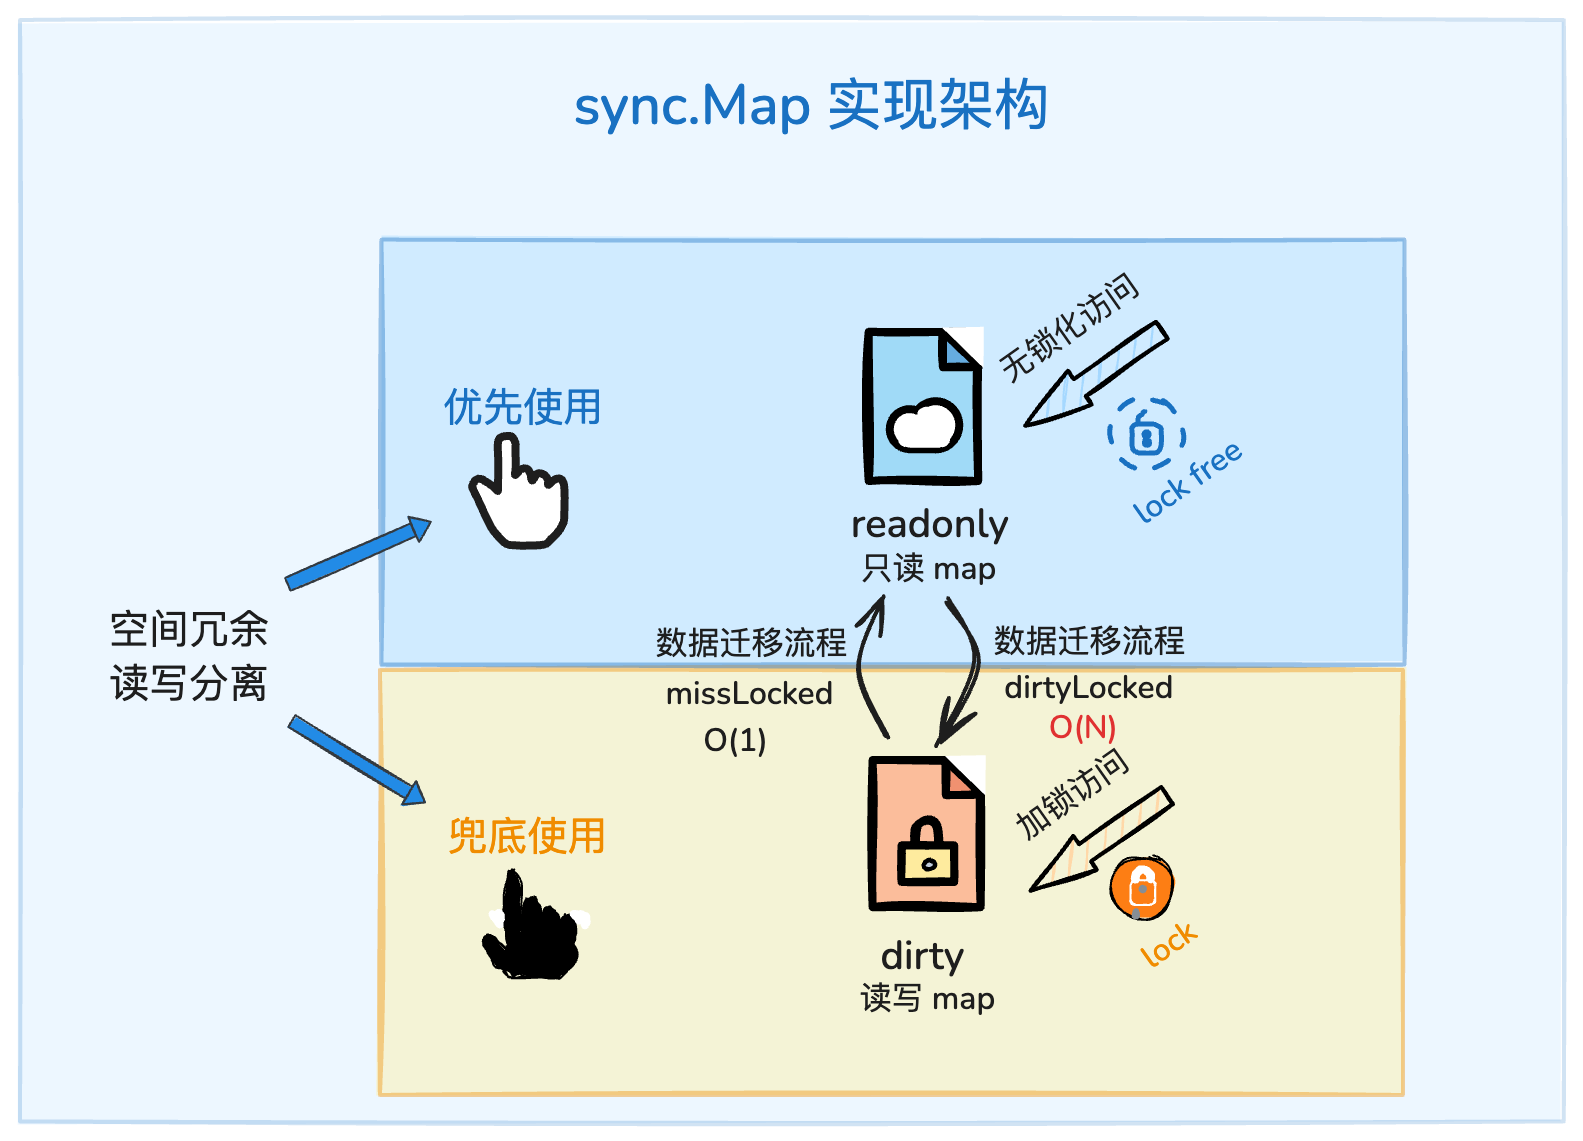 sync.Map 实现架构
无锁化访问
优先使用
lock free
readonly
只读 map
空间冗余
读写分离
数据迁移流程
missLocked
O(1)
数据迁移流程
dirtyLocked
O(N)
加锁访问
兜底使用
lock
dirty
读写 map